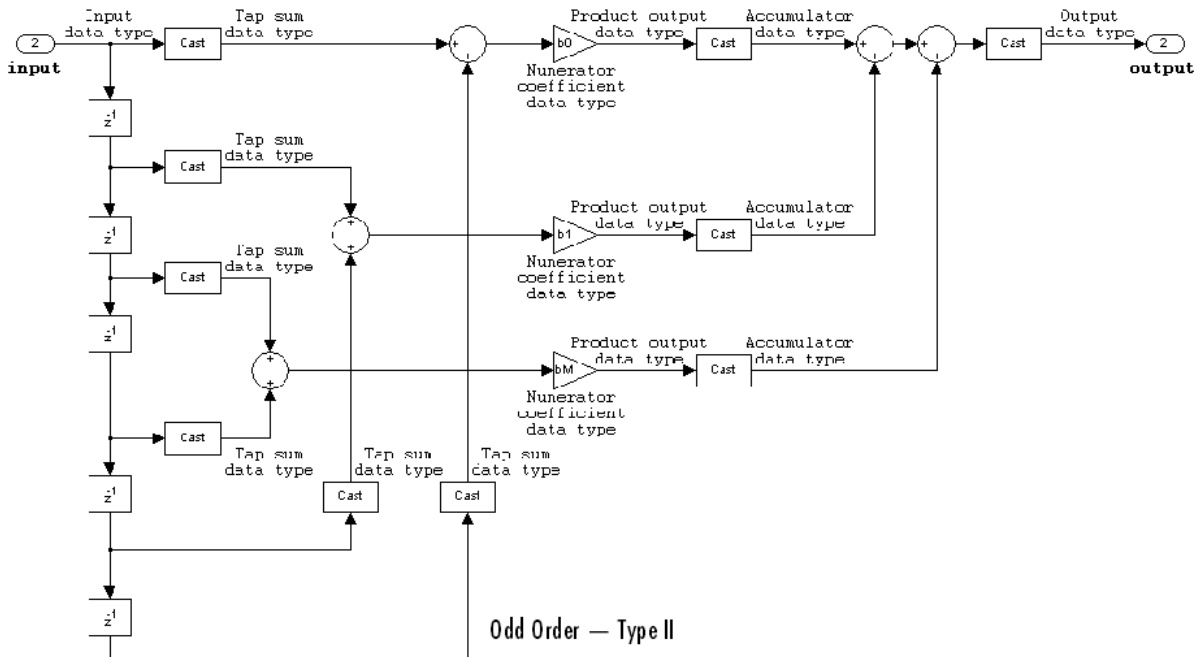 Input
data type
2
input
Cast
Tap sum
data type
+
+
b0
Nunerator
coefficient
data type
Product output
data type
Cast
Accumulator
data type
+
+
+
+
Cast
Output
data type
2
output
z-1
Cast
Tap sum
data type
+
+
z-1
b1
Nunerator
coefficient
data type
Product output
data type
Cast
Accumulator
data type
Cast
Tap sum
data type
z-1
+
+
bM
Nunerator
coefficient
data type
Product output
data type
Cast
Accumulator
data type
Cast
Tap sum
data type
z-1
Cast
Tap sum
data type
Cast
Tap sum
data type
z-1
Odd Order — Type II